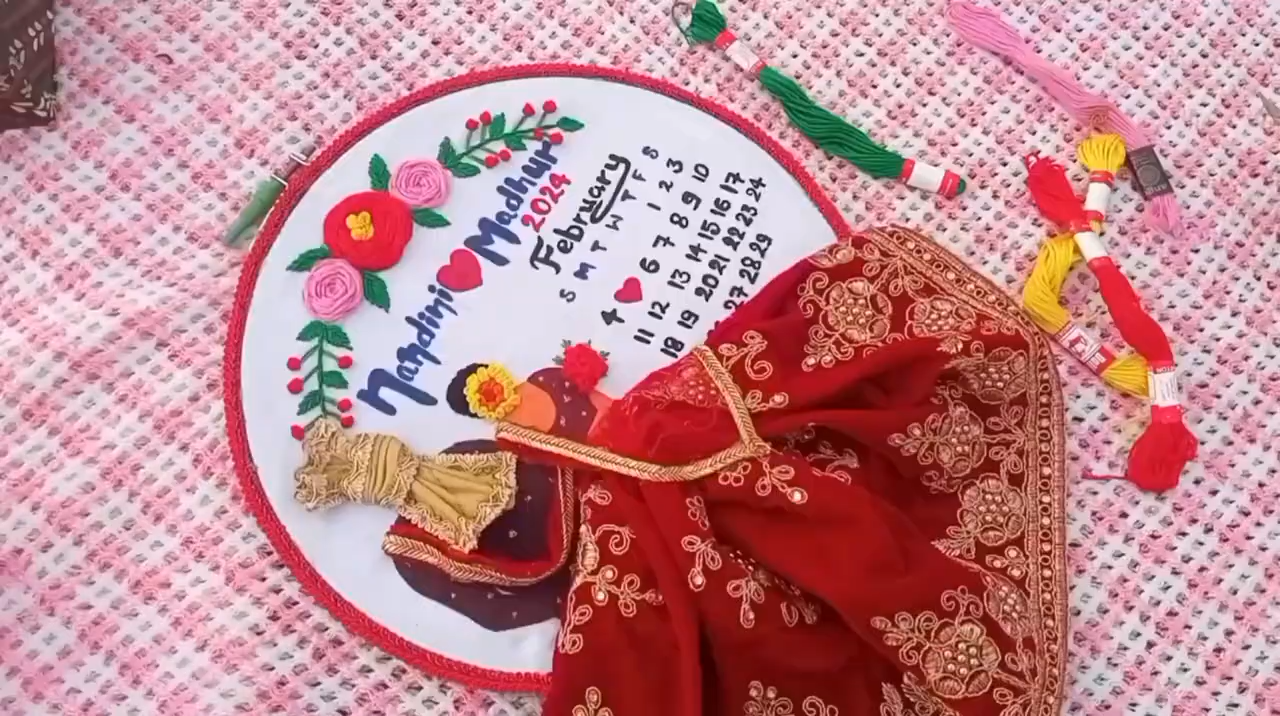 Nandini ♥ Madhur
2024
February
S M T W T F S
1 2 3
4 ♥ 6 7 8 9 10
11 12 13 14 15 16 17
18 19 20 21 22 23 24
27 28 29